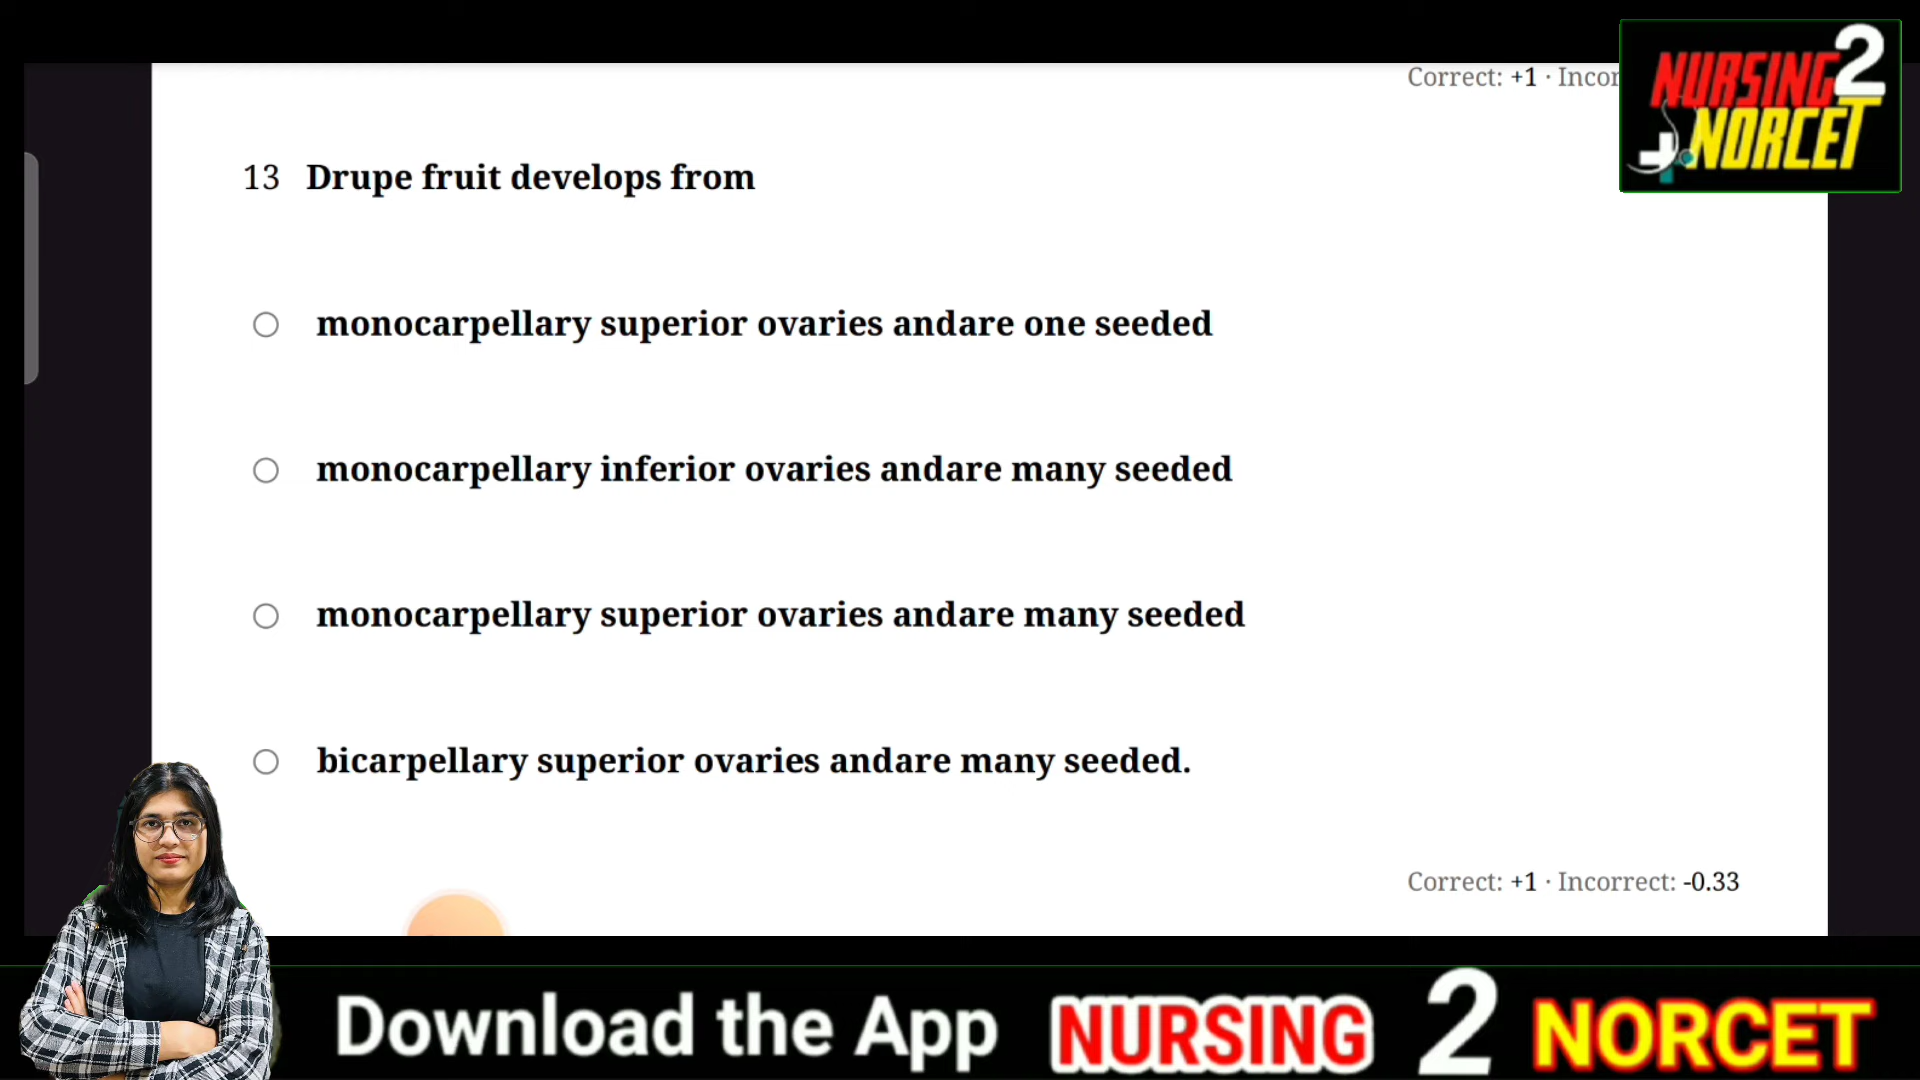 Correct: +1 · Incor
NURSING 2
NORCET
13 Drupe fruit develops from
monocarpellary superior ovaries andare one seeded
monocarpellary inferior ovaries andare many seeded
monocarpellary superior ovaries andare many seeded
bicarpellary superior ovaries andare many seeded.
Correct: +1 · Incorrect: -0.33
Download the App NURSING 2 NORCET